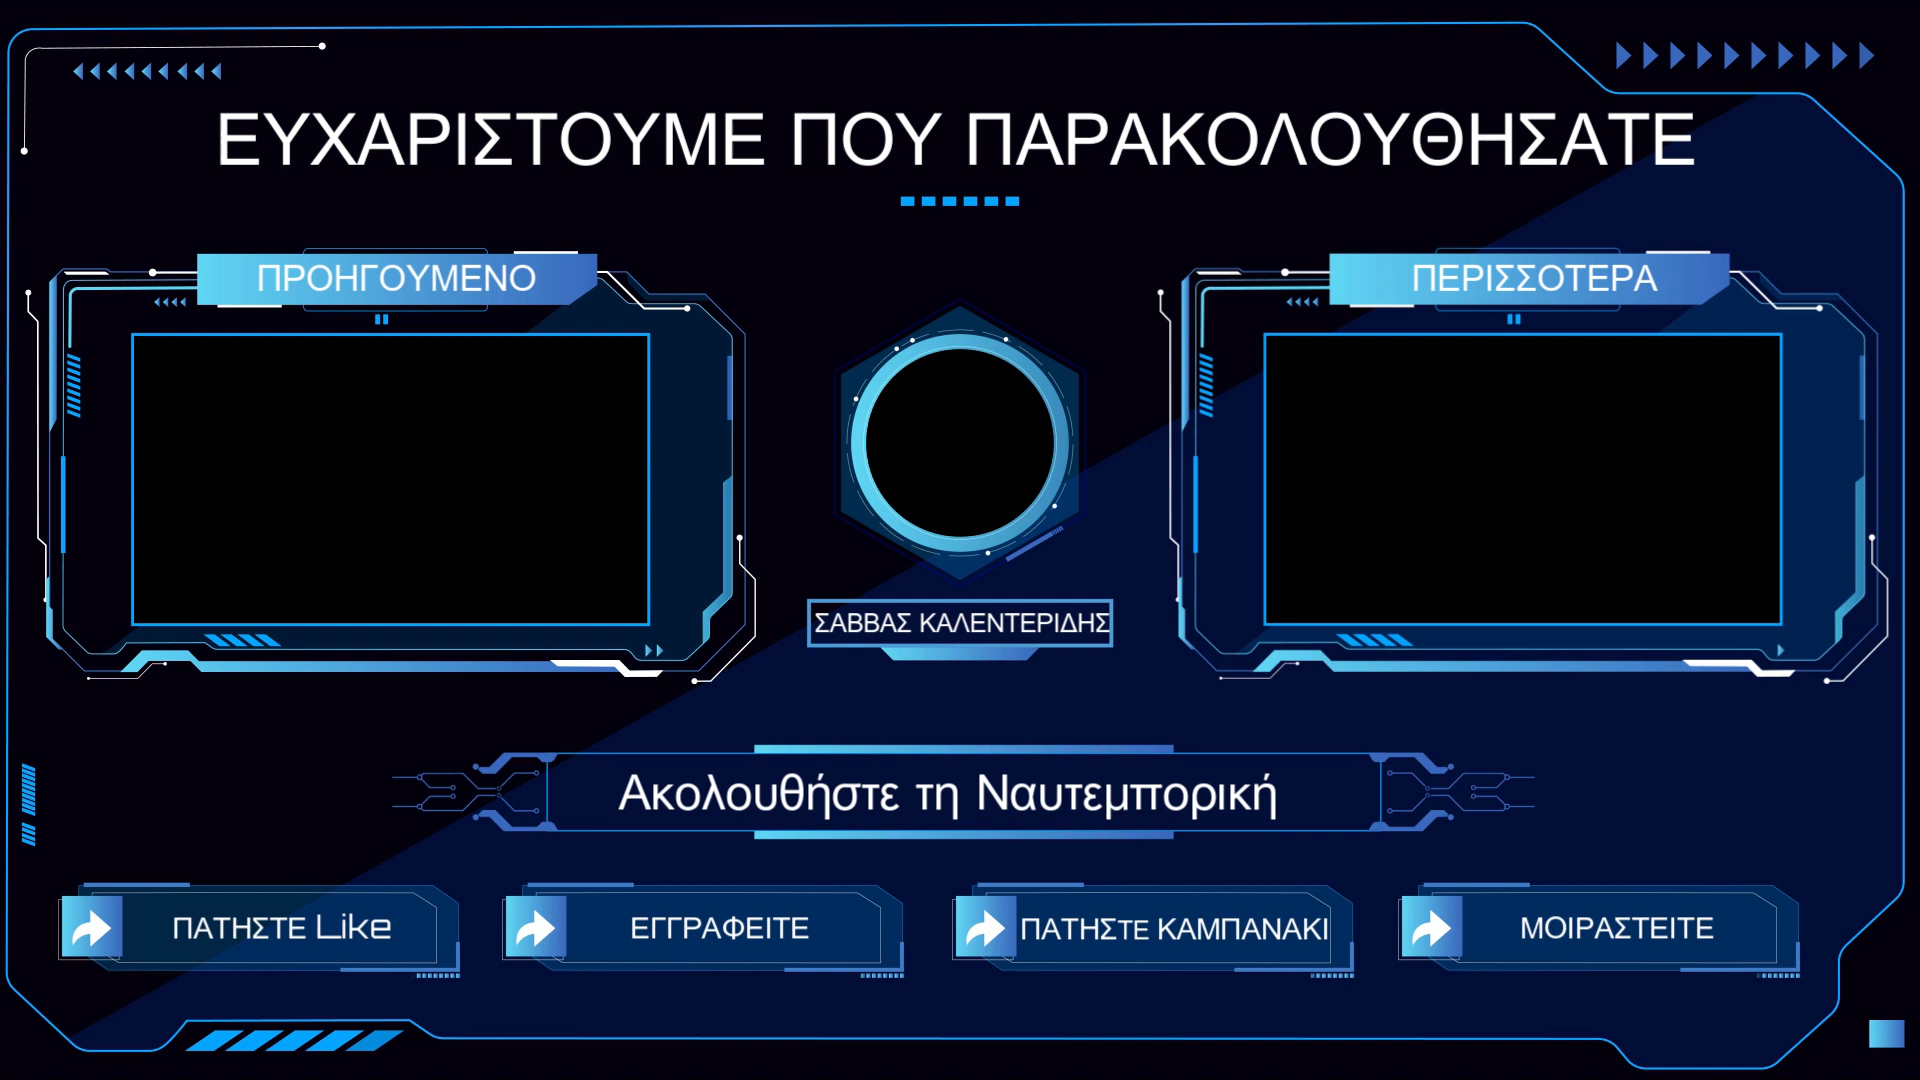 ΕΥΧΑΡΙΣΤΟΥΜΕ ΠΟΥ ΠΑΡΑΚΟΛΟΥΘΗΣΑΤΕ
ΠΡΟΗΓΟΥΜΕΝΟ
ΠΕΡΙΣΣΟΤΕΡΑ
ΣΑΒΒΑΣ ΚΑΛΕΝΤΕΡΙΔΗΣ
Ακολουθήστε τη Ναυτεμπορική
ΠΑΤΗΣΤΕ Like
ΕΓΓΡΑΦΕΙΤΕ
ΠΑΤΗΣΤΕ ΚΑΜΠΑΝΑΚΙ
ΜΟΙΡΑΣΤΕΙΤΕ